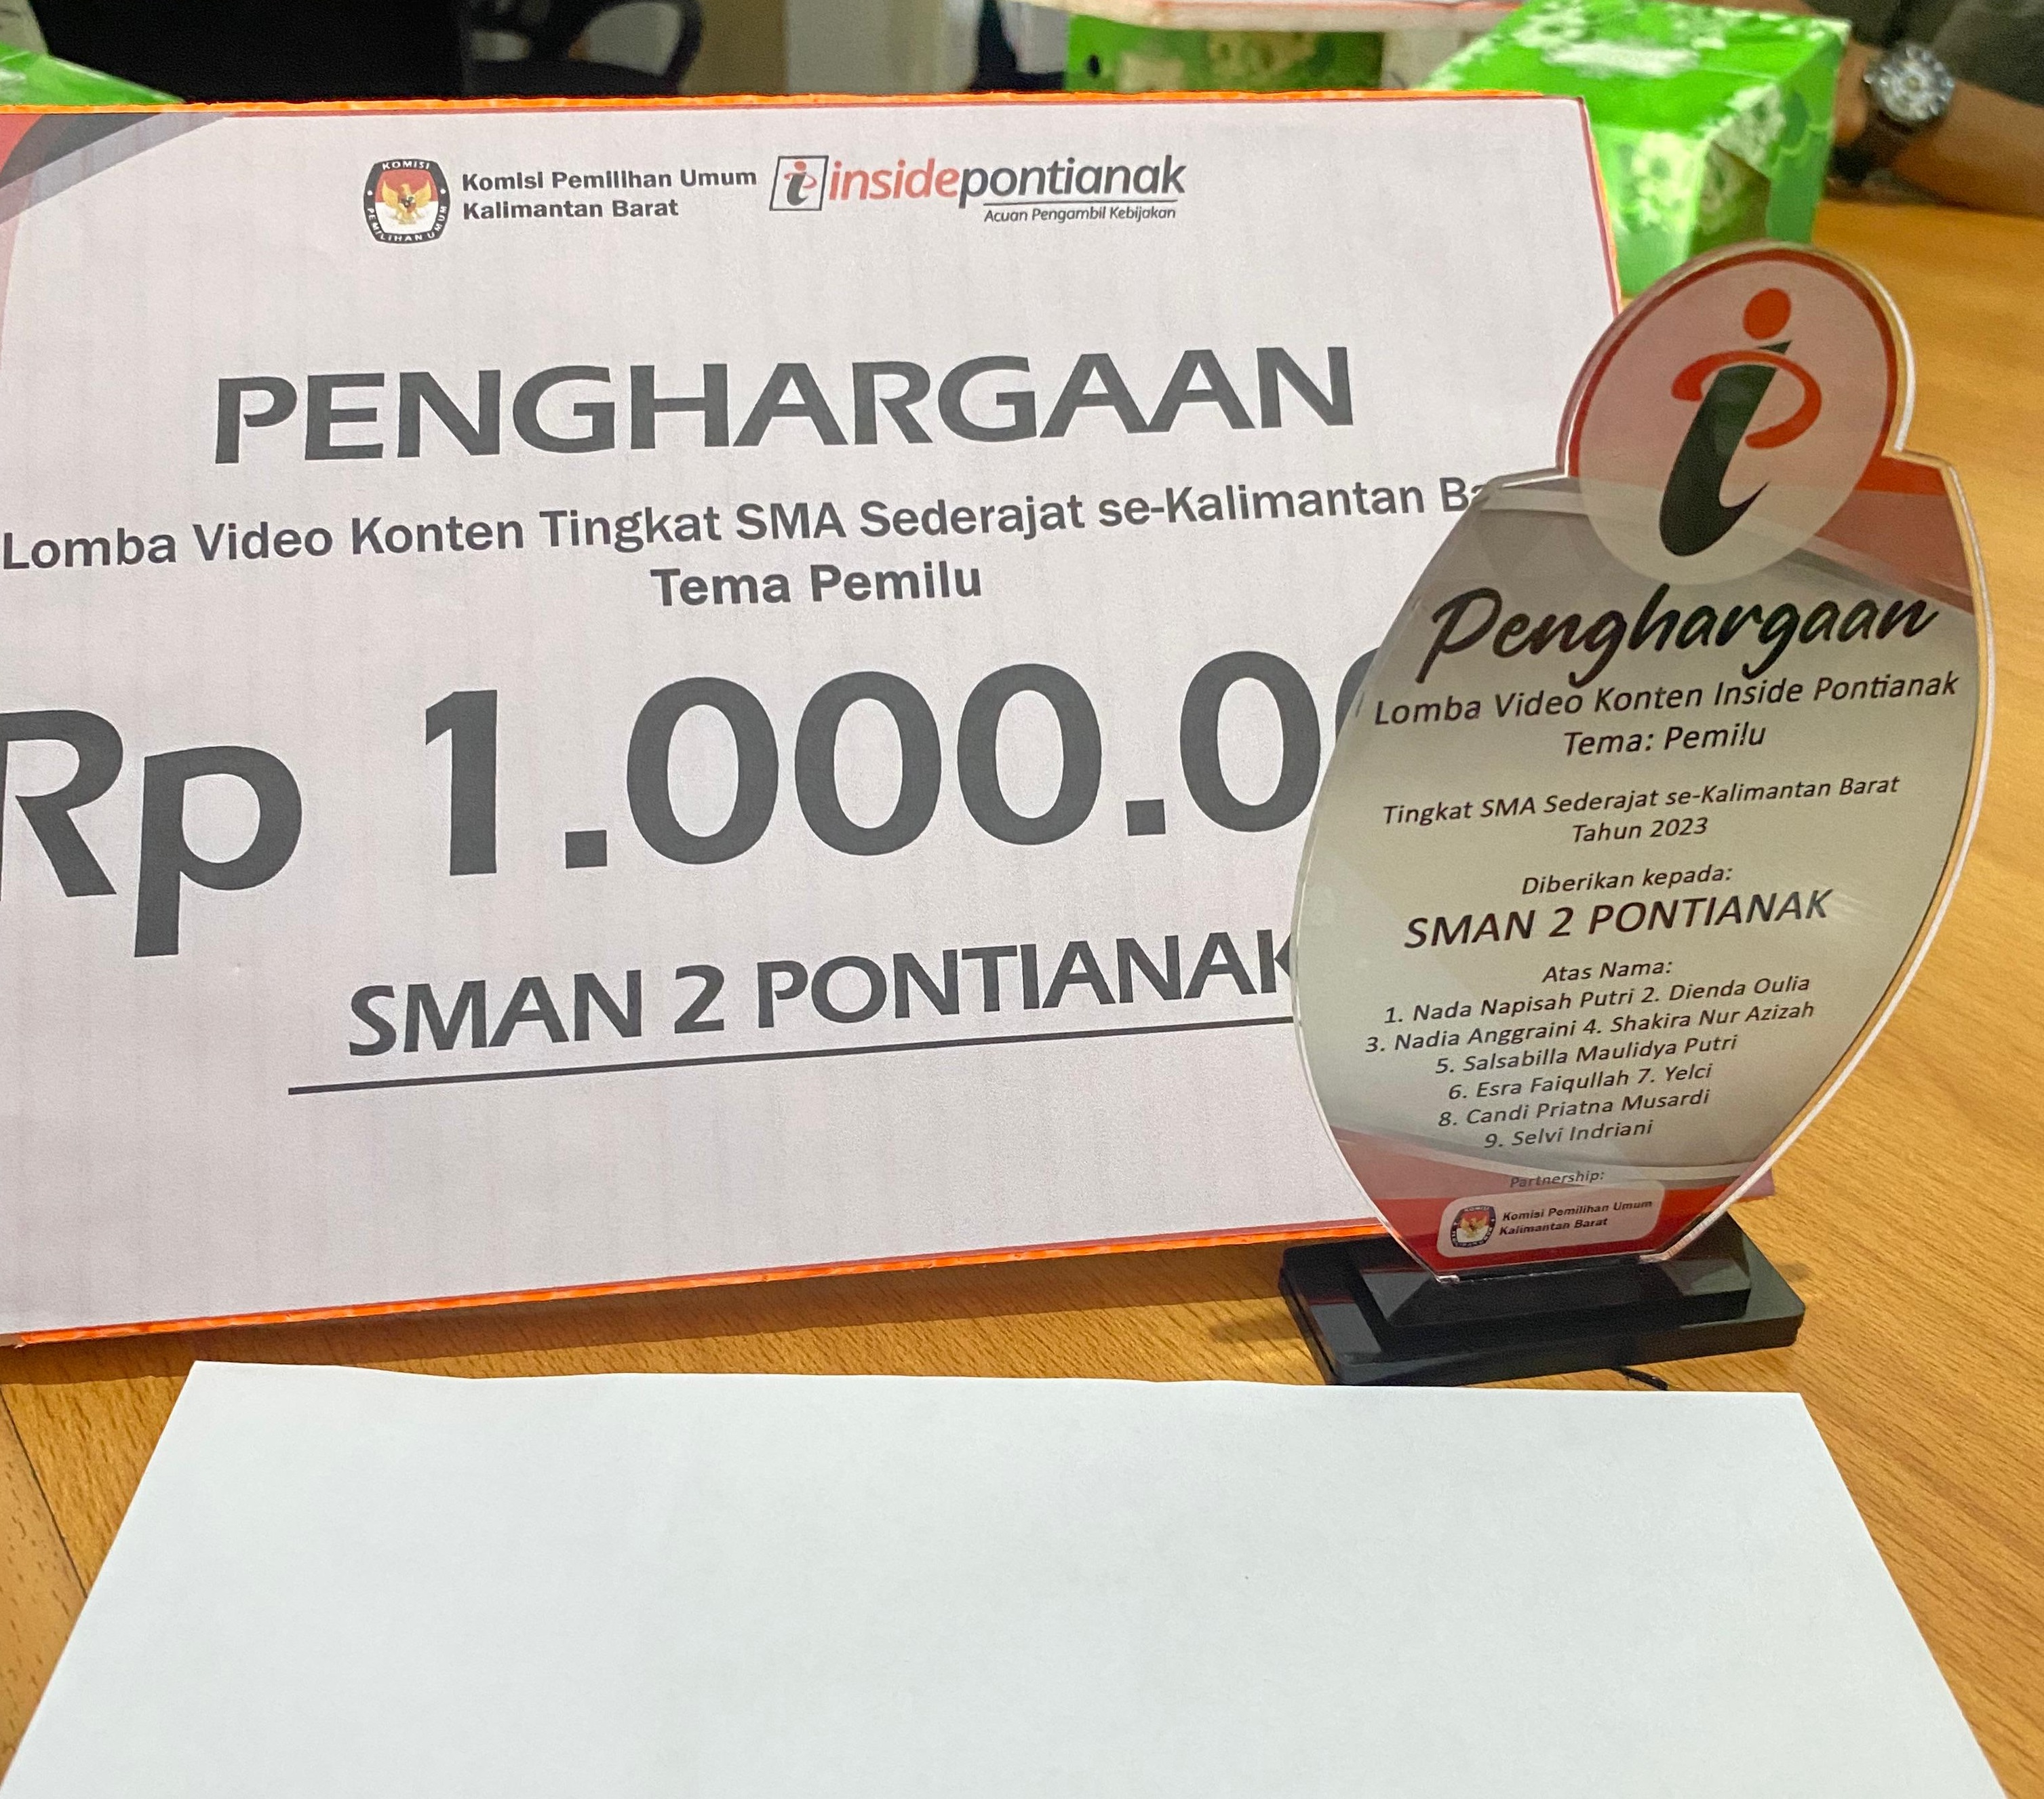 KOMISI
PEMILIHAN UMUM
Komisi Pemilihan Umum
Kalimantan Barat
insidepontianak
Acuan Pengambil Kebijakan
PENGHARGAAN
Lomba Video Konten Tingkat SMA Sederajat se-Kalimantan Ba
Tema Pemilu
Rp 1.000.0
SMAN 2 PONTIANAK
Penghargaan
Lomba Video Konten Inside Pontianak
Tema: Pemilu
Tingkat SMA Sederajat se-Kalimantan Barat
Tahun 2023
Diberikan kepada:
SMAN 2 PONTIANAK
Atas Nama:
1. Nada Napisah Putri 2. Dienda Oulia
3. Nadia Anggraini 4. Shakira Nur Azizah
5. Salsabilla Maulidya Putri
6. Esra Faiqullah 7. Yelci
8. Candi Priatna Musardi
9. Selvi Indriani
Partnership:
Komisi Pemilihan Umum
Kalimantan Barat